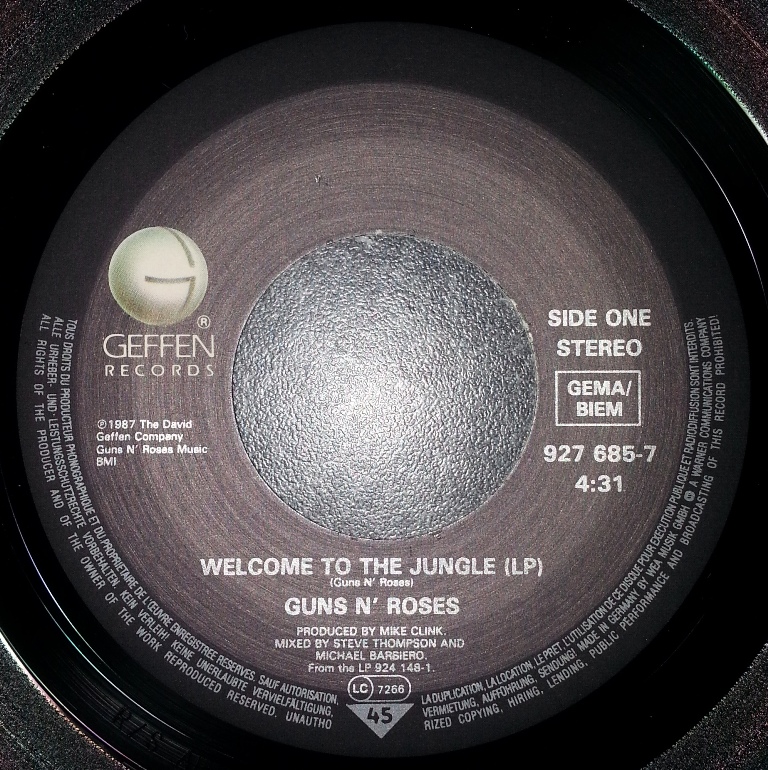 GEFFEN ®
RECORDS
℗1987 The David
Geffen Company
Guns N' Roses Music
BMI
SIDE ONE
STEREO
GEMA/
BIEM
927 685-7
4:31
WELCOME TO THE JUNGLE (LP)
(Guns N' Roses)
GUNS N' ROSES
PRODUCED BY MIKE CLINK.
MIXED BY STEVE THOMPSON AND
MICHAEL BARBIERO.
From the LP 924 148-1.
LC 7266
45
TOUS DROITS DU PRODUCTEUR PHONOGRAPHIQUE ET DU PROPRIETAIRE DE L'ŒUVRE ENREGISTREE RESERVES. SAUF AUTORISATION, LA DUPLICATION, LA LOCATION, LE PRET, L'UTILISATION DE CE DISQUE POUR EXECUTION PUBLIQUE ET RADIODIFUSION SONT INTERDITS.
ALLE URHEBER- UND LEISTUNGSSCHUTZRECHTE VORBEHALTEN. KEIN VERLEIH! KEINE UNERLAUBTE VERVIELFÄLTIGUNG, VERMIETUNG, AUFFÜHRUNG, SENDUNG! MADE IN GERMANY BY WEA MUSIK GMBH A WARNER COMMUNICATIONS COMPANY
ALL RIGHTS OF THE PRODUCER AND OF THE OWNER OF THE WORK REPRODUCED RESERVED. UNAUTHORIZED COPYING, HIRING, LENDING, PUBLIC PERFORMANCE AND BROADCASTING OF THIS RECORD PROHIBITED!